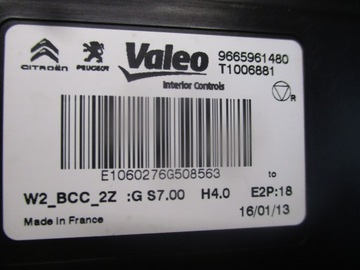 CITROËN PEUGEOT Valeo 9665961480
T1006881
Interior Controls
R
E1060276G508563
to
W2_BCC_2Z :G S7.00 H4.0 E2P:18
Made in France 16/01/13